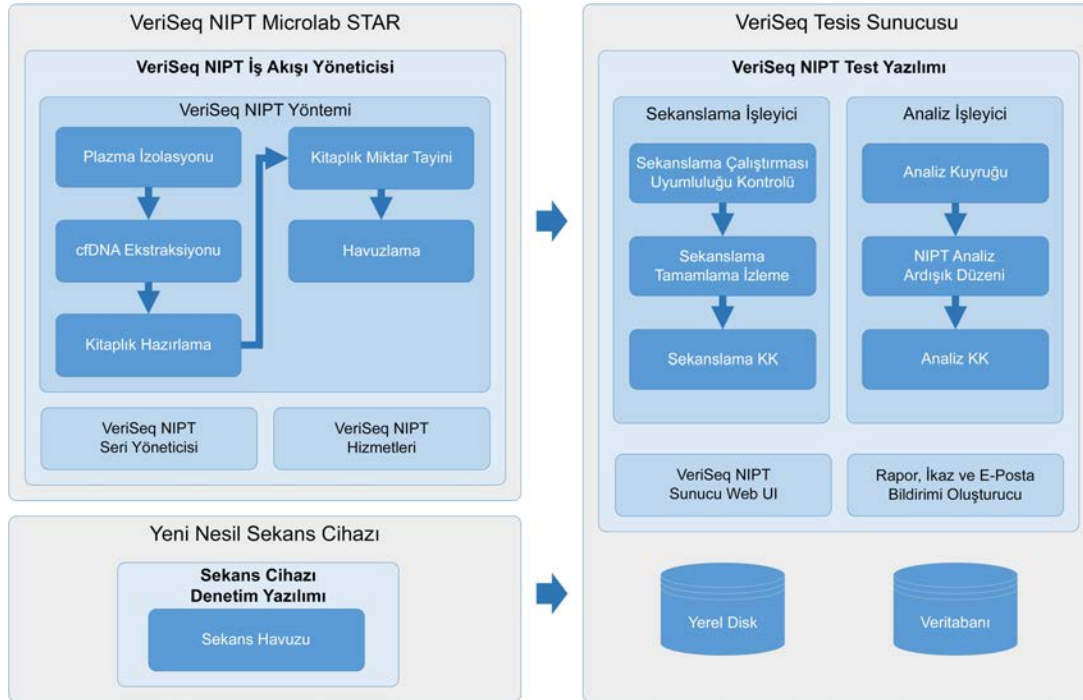 VeriSeq NIPT Microlab STAR
VeriSeq NIPT İş Akışı Yöneticisi
VeriSeq NIPT Yöntemi
Plazma İzolasyonu
cfDNA Ekstraksiyonu
Kitaplık Hazırlama
Kitaplık Miktar Tayini
Havuzlama
VeriSeq NIPT
Seri Yöneticisi
VeriSeq NIPT
Hizmetleri
Yeni Nesil Sekans Cihazı
Sekans Cihazı
Denetim Yazılımı
Sekans Havuzu
VeriSeq Tesis Sunucusu
VeriSeq NIPT Test Yazılımı
Sekanslama İşleyici
Sekanslama Çalıştırması
Uyumluluğu Kontrolü
Sekanslama
Tamamlama İzleme
Sekanslama KK
Analiz İşleyici
Analiz Kuyruğu
NIPT Analiz
Ardışık Düzeni
Analiz KK
VeriSeq NIPT
Sunucu Web UI
Rapor, İkaz ve E-Posta
Bildirimi Oluşturucu
Yerel Disk
Veritabanı